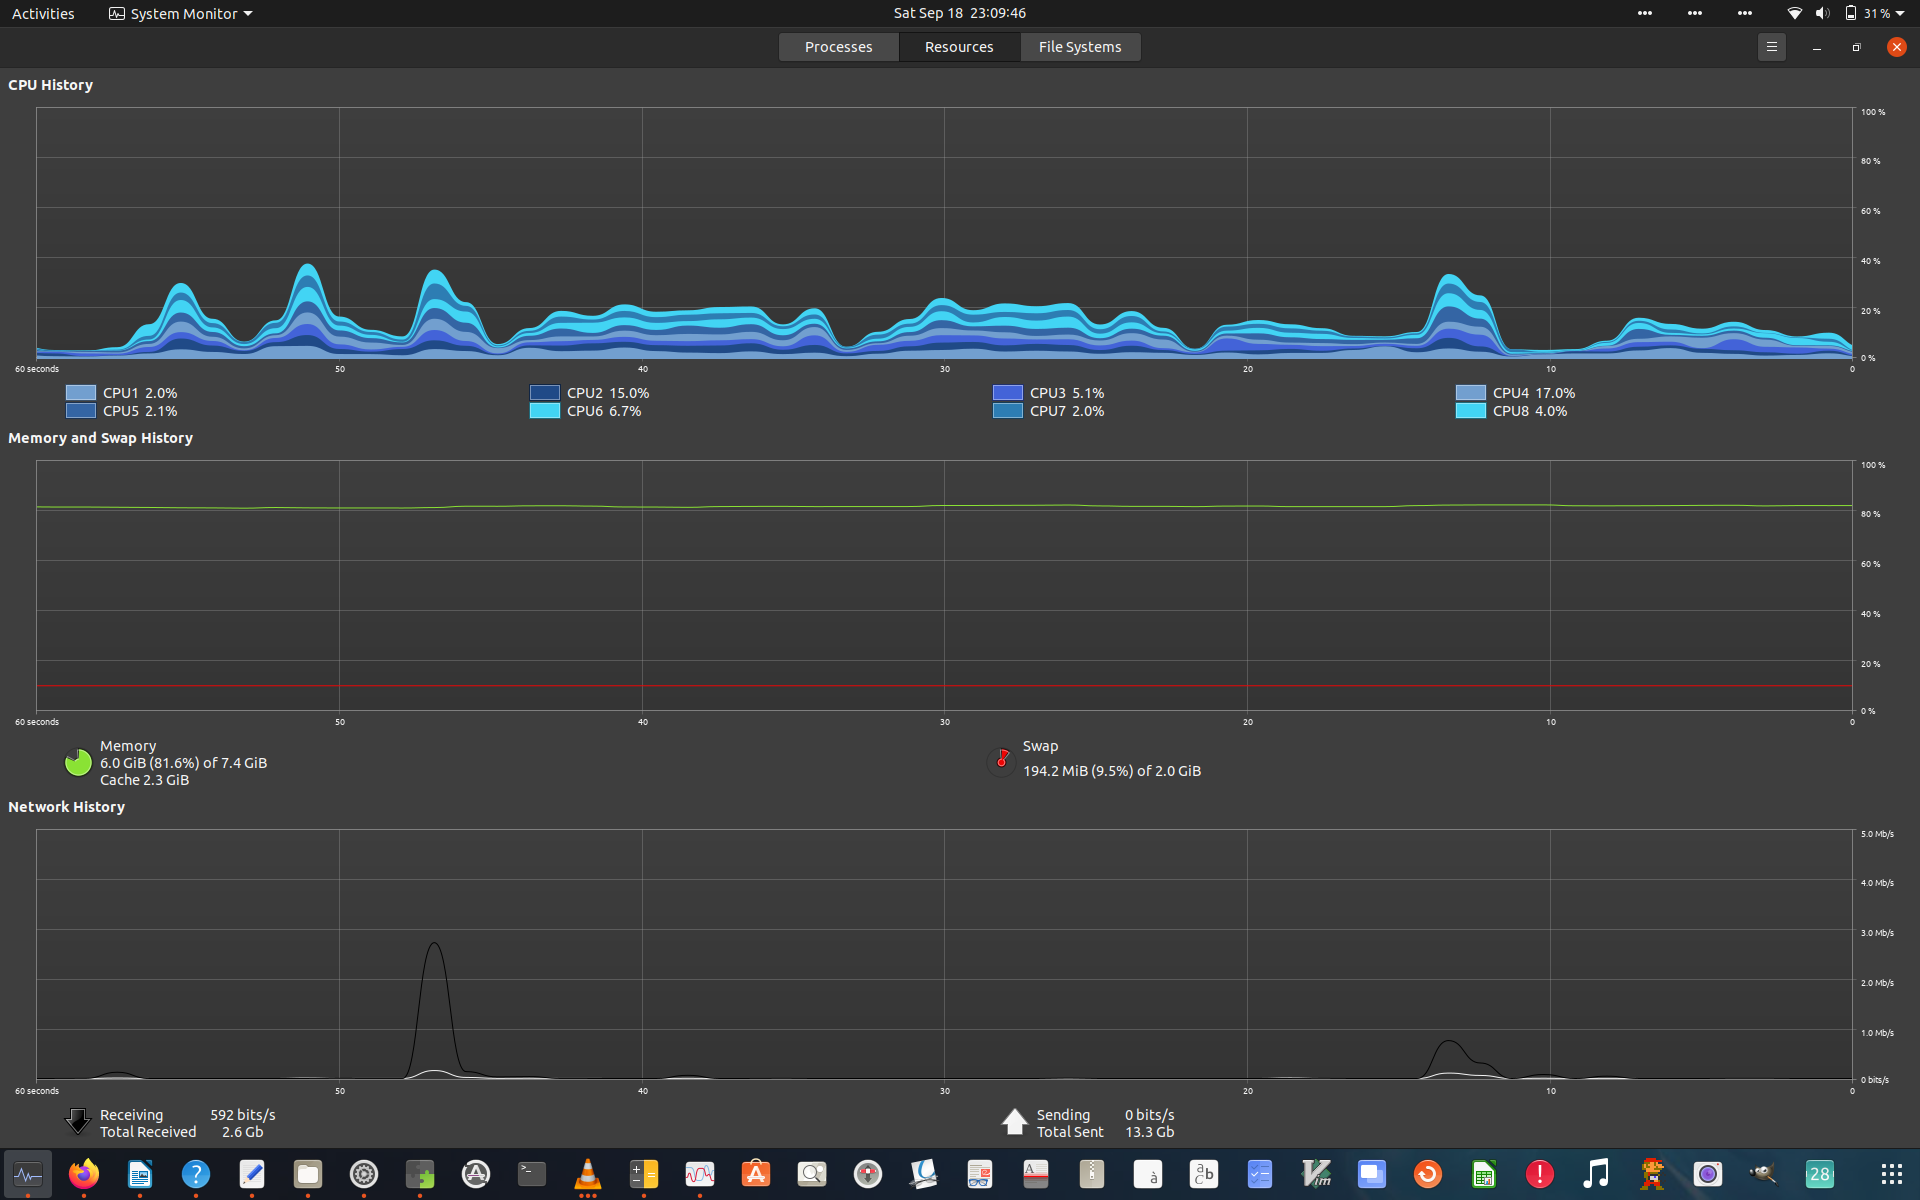 Activities System Monitor Sat Sep 18 23:09:46 31 %
Processes Resources File Systems
CPU History
100 %
80 %
60 %
40 %
20 %
0 %
60 seconds 50 40 30 20 10 0
CPU1 2.0% CPU2 15.0% CPU3 5.1% CPU4 17.0%
CPU5 2.1% CPU6 6.7% CPU7 2.0% CPU8 4.0%
Memory and Swap History
100 %
80 %
60 %
40 %
20 %
0 %
60 seconds 50 40 30 20 10 0
Memory
6.0 GiB (81.6%) of 7.4 GiB
Cache 2.3 GiB
Swap
194.2 MiB (9.5%) of 2.0 GiB
Network History
5.0 Mb/s
4.0 Mb/s
3.0 Mb/s
2.0 Mb/s
1.0 Mb/s
0 bits/s
60 seconds 50 40 30 20 10 0
Receiving 592 bits/s
Total Received 2.6 Gb
Sending 0 bits/s
Total Sent 13.3 Gb
? >_ A à a b c Vim ! 28